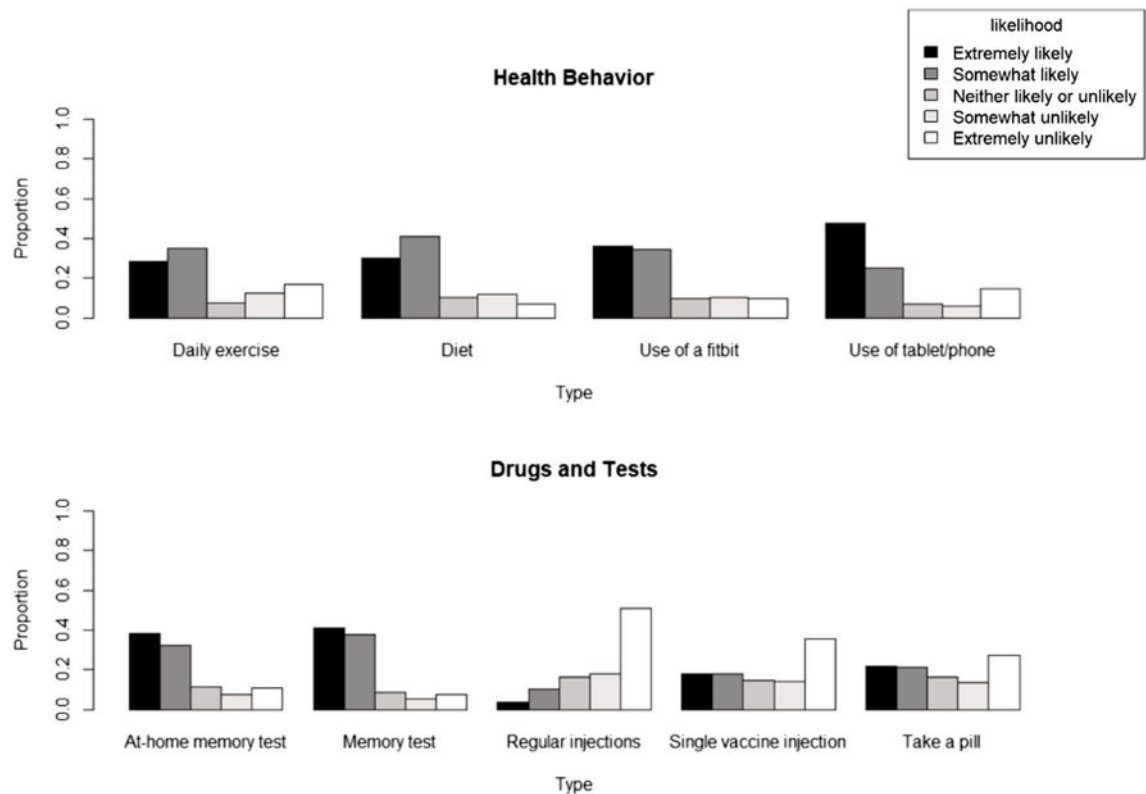 likelihood
Extremely likely
Somewhat likely
Neither likely or unlikely
Somewhat unlikely
Extremely unlikely
Health Behavior
Proportion
1.0
0.8
0.6
0.4
0.2
0.0
Daily exercise Diet Use of a fitbit Use of tablet/phone
Type
Drugs and Tests
Proportion
1.0
0.8
0.6
0.4
0.2
0.0
At-home memory test Memory test Regular injections Single vaccine injection Take a pill
Type